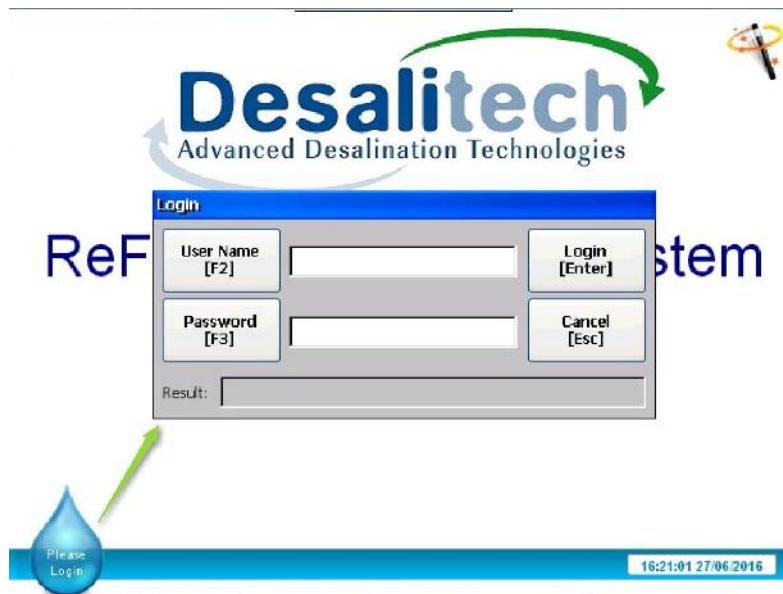 Desalitech
Advanced Desalination Technologies
Login
ReF stem
User Name
[F2]
Login
[Enter]
Password
[F3]
Cancel
[Esc]
Result:
Please
Login
16:21:01 27/06/2016